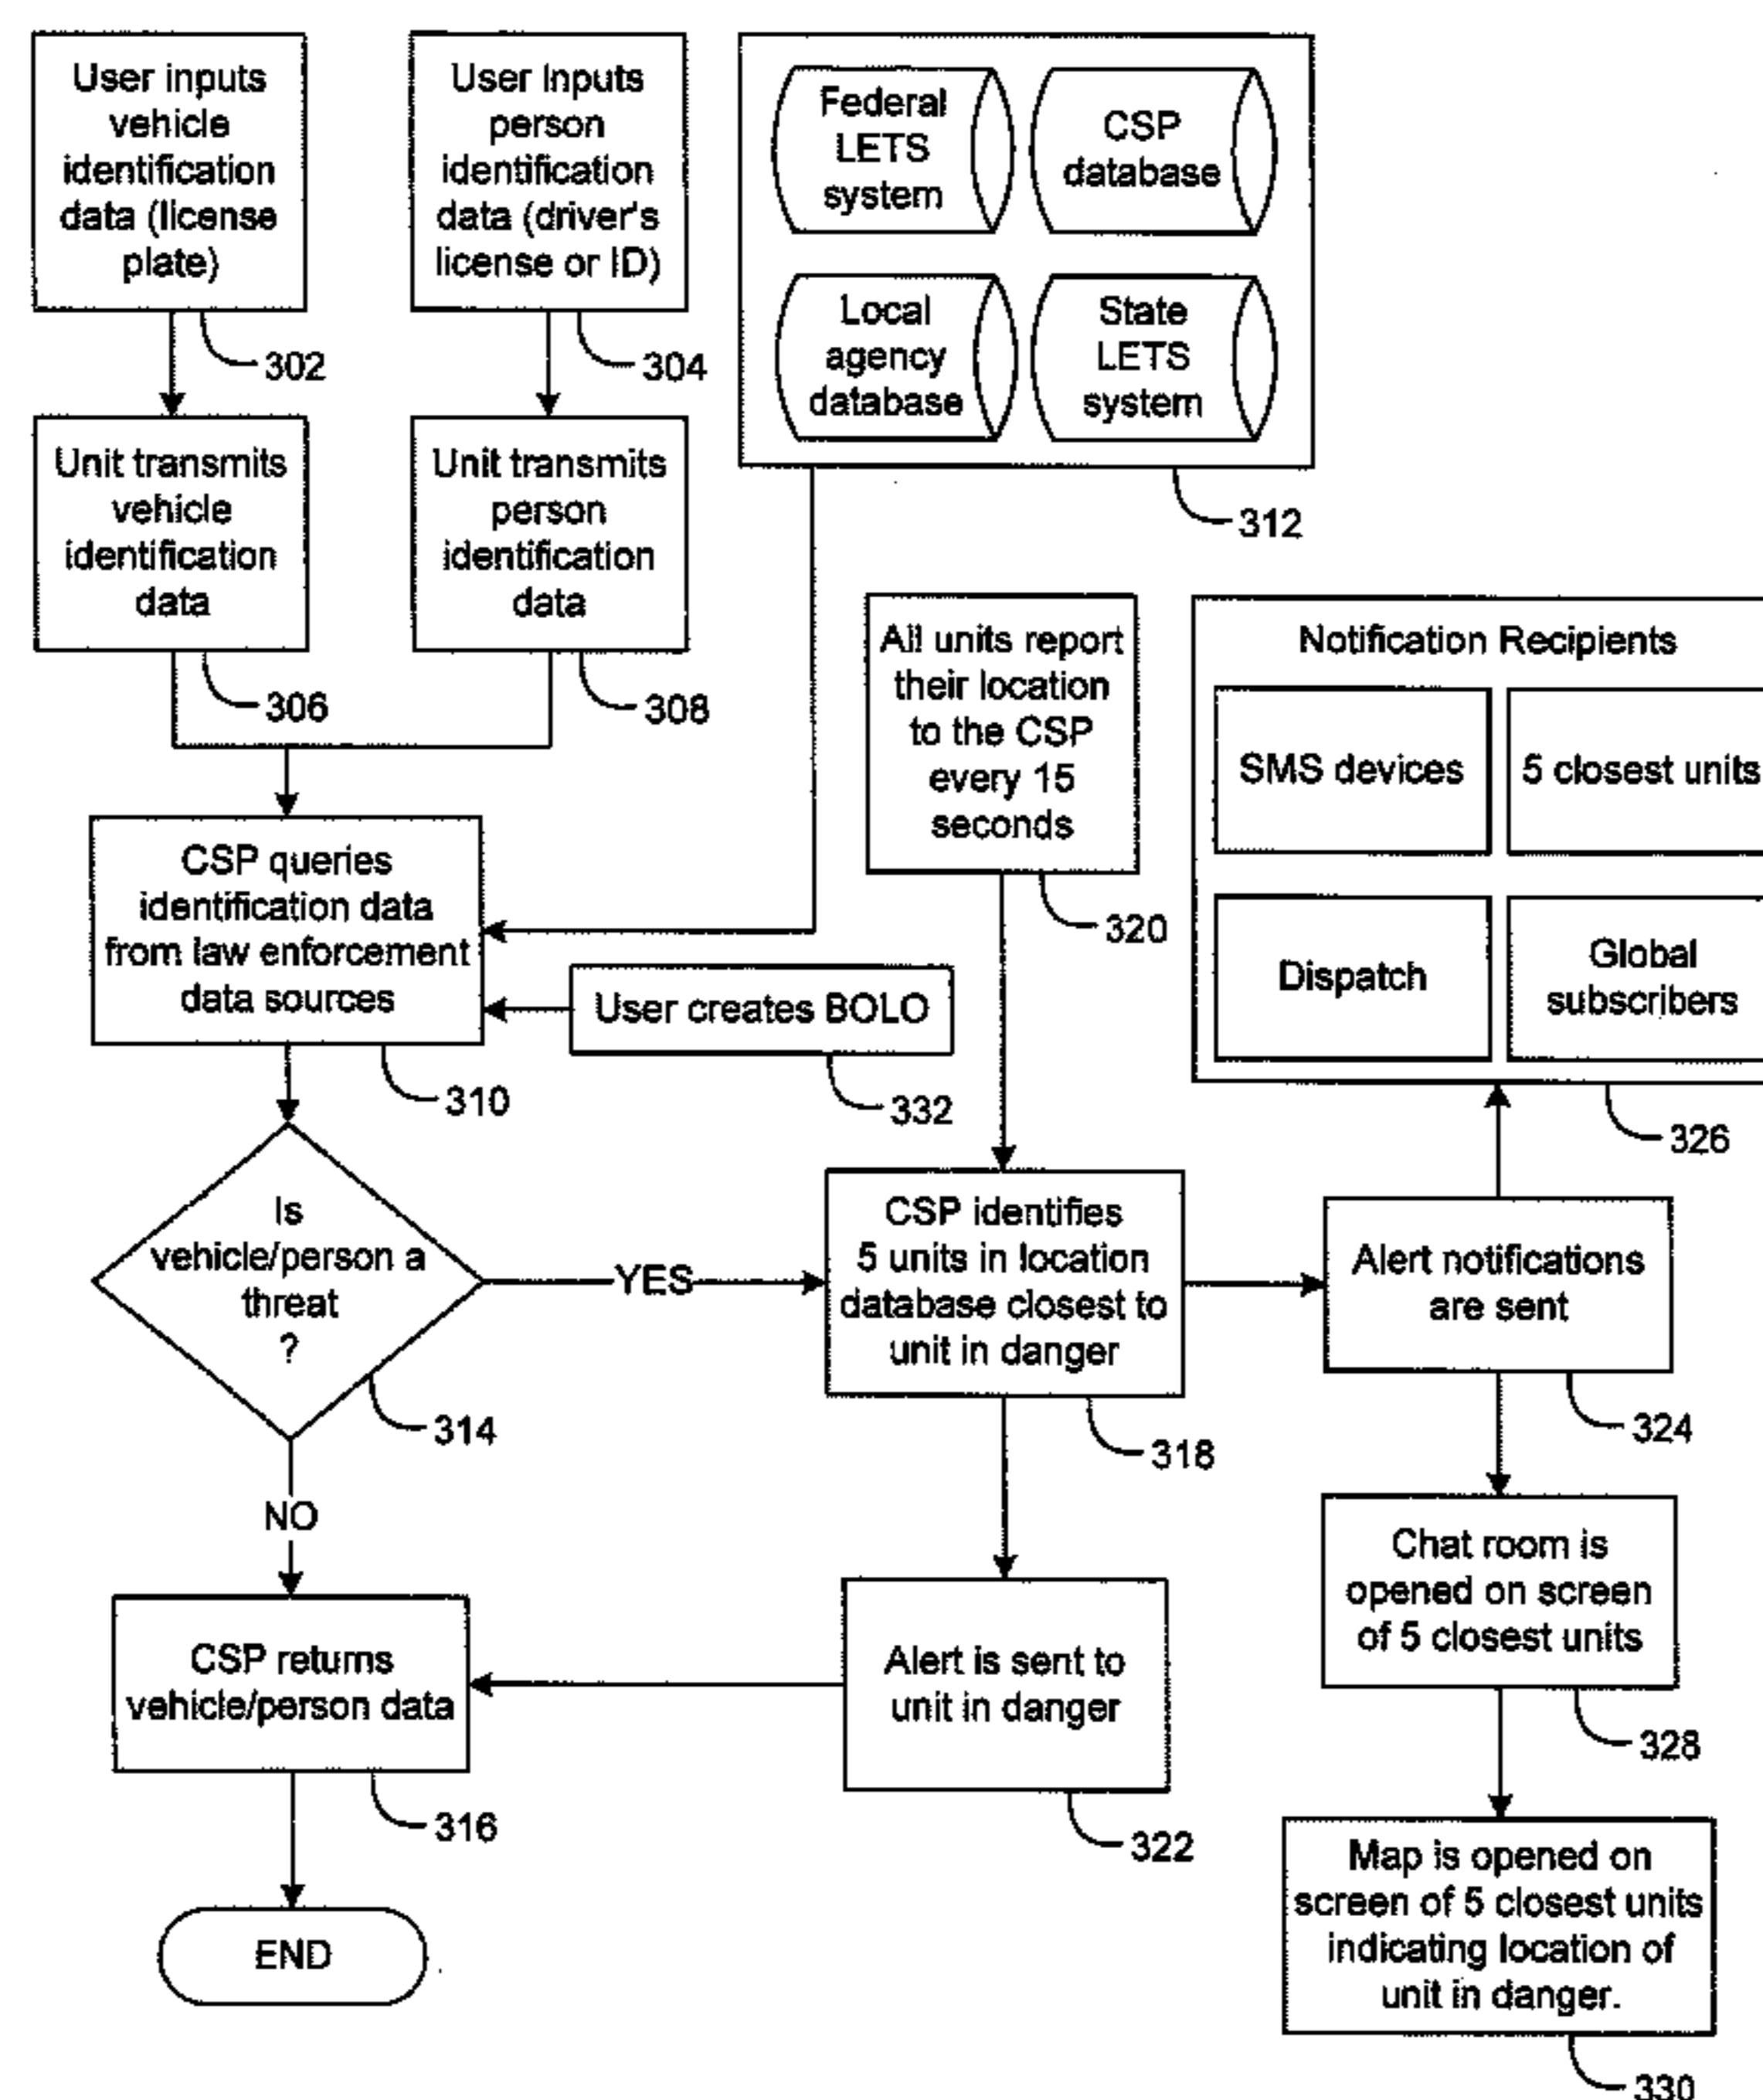 User inputs
vehicle
identification
data (license
plate)
302
User Inputs
person
identification
data (driver's
license or ID)
304
Federal
LETS
system
CSP
database
Local
agency
database
State
LETS
system
312
Unit transmits
vehicle
identification
data
306
Unit transmits
person
identification
data
308
All units report
their location
to the CSP
every 15
seconds
320
Notification Recipients
SMS devices
5 closest units
Dispatch
Global
subscribers
326
CSP queries
identification data
from law enforcement
data sources
310
User creates BOLO
332
Is
vehicle/person a
threat
?
314
YES
NO
CSP identifies
5 units in location
database closest to
unit in danger
318
Alert notifications
are sent
324
Chat room is
opened on screen
of 5 closest units
328
CSP returns
vehicle/person data
316
Alert is sent to
unit in danger
322
Map is opened on
screen of 5 closest units
indicating location of
unit in danger.
330
END